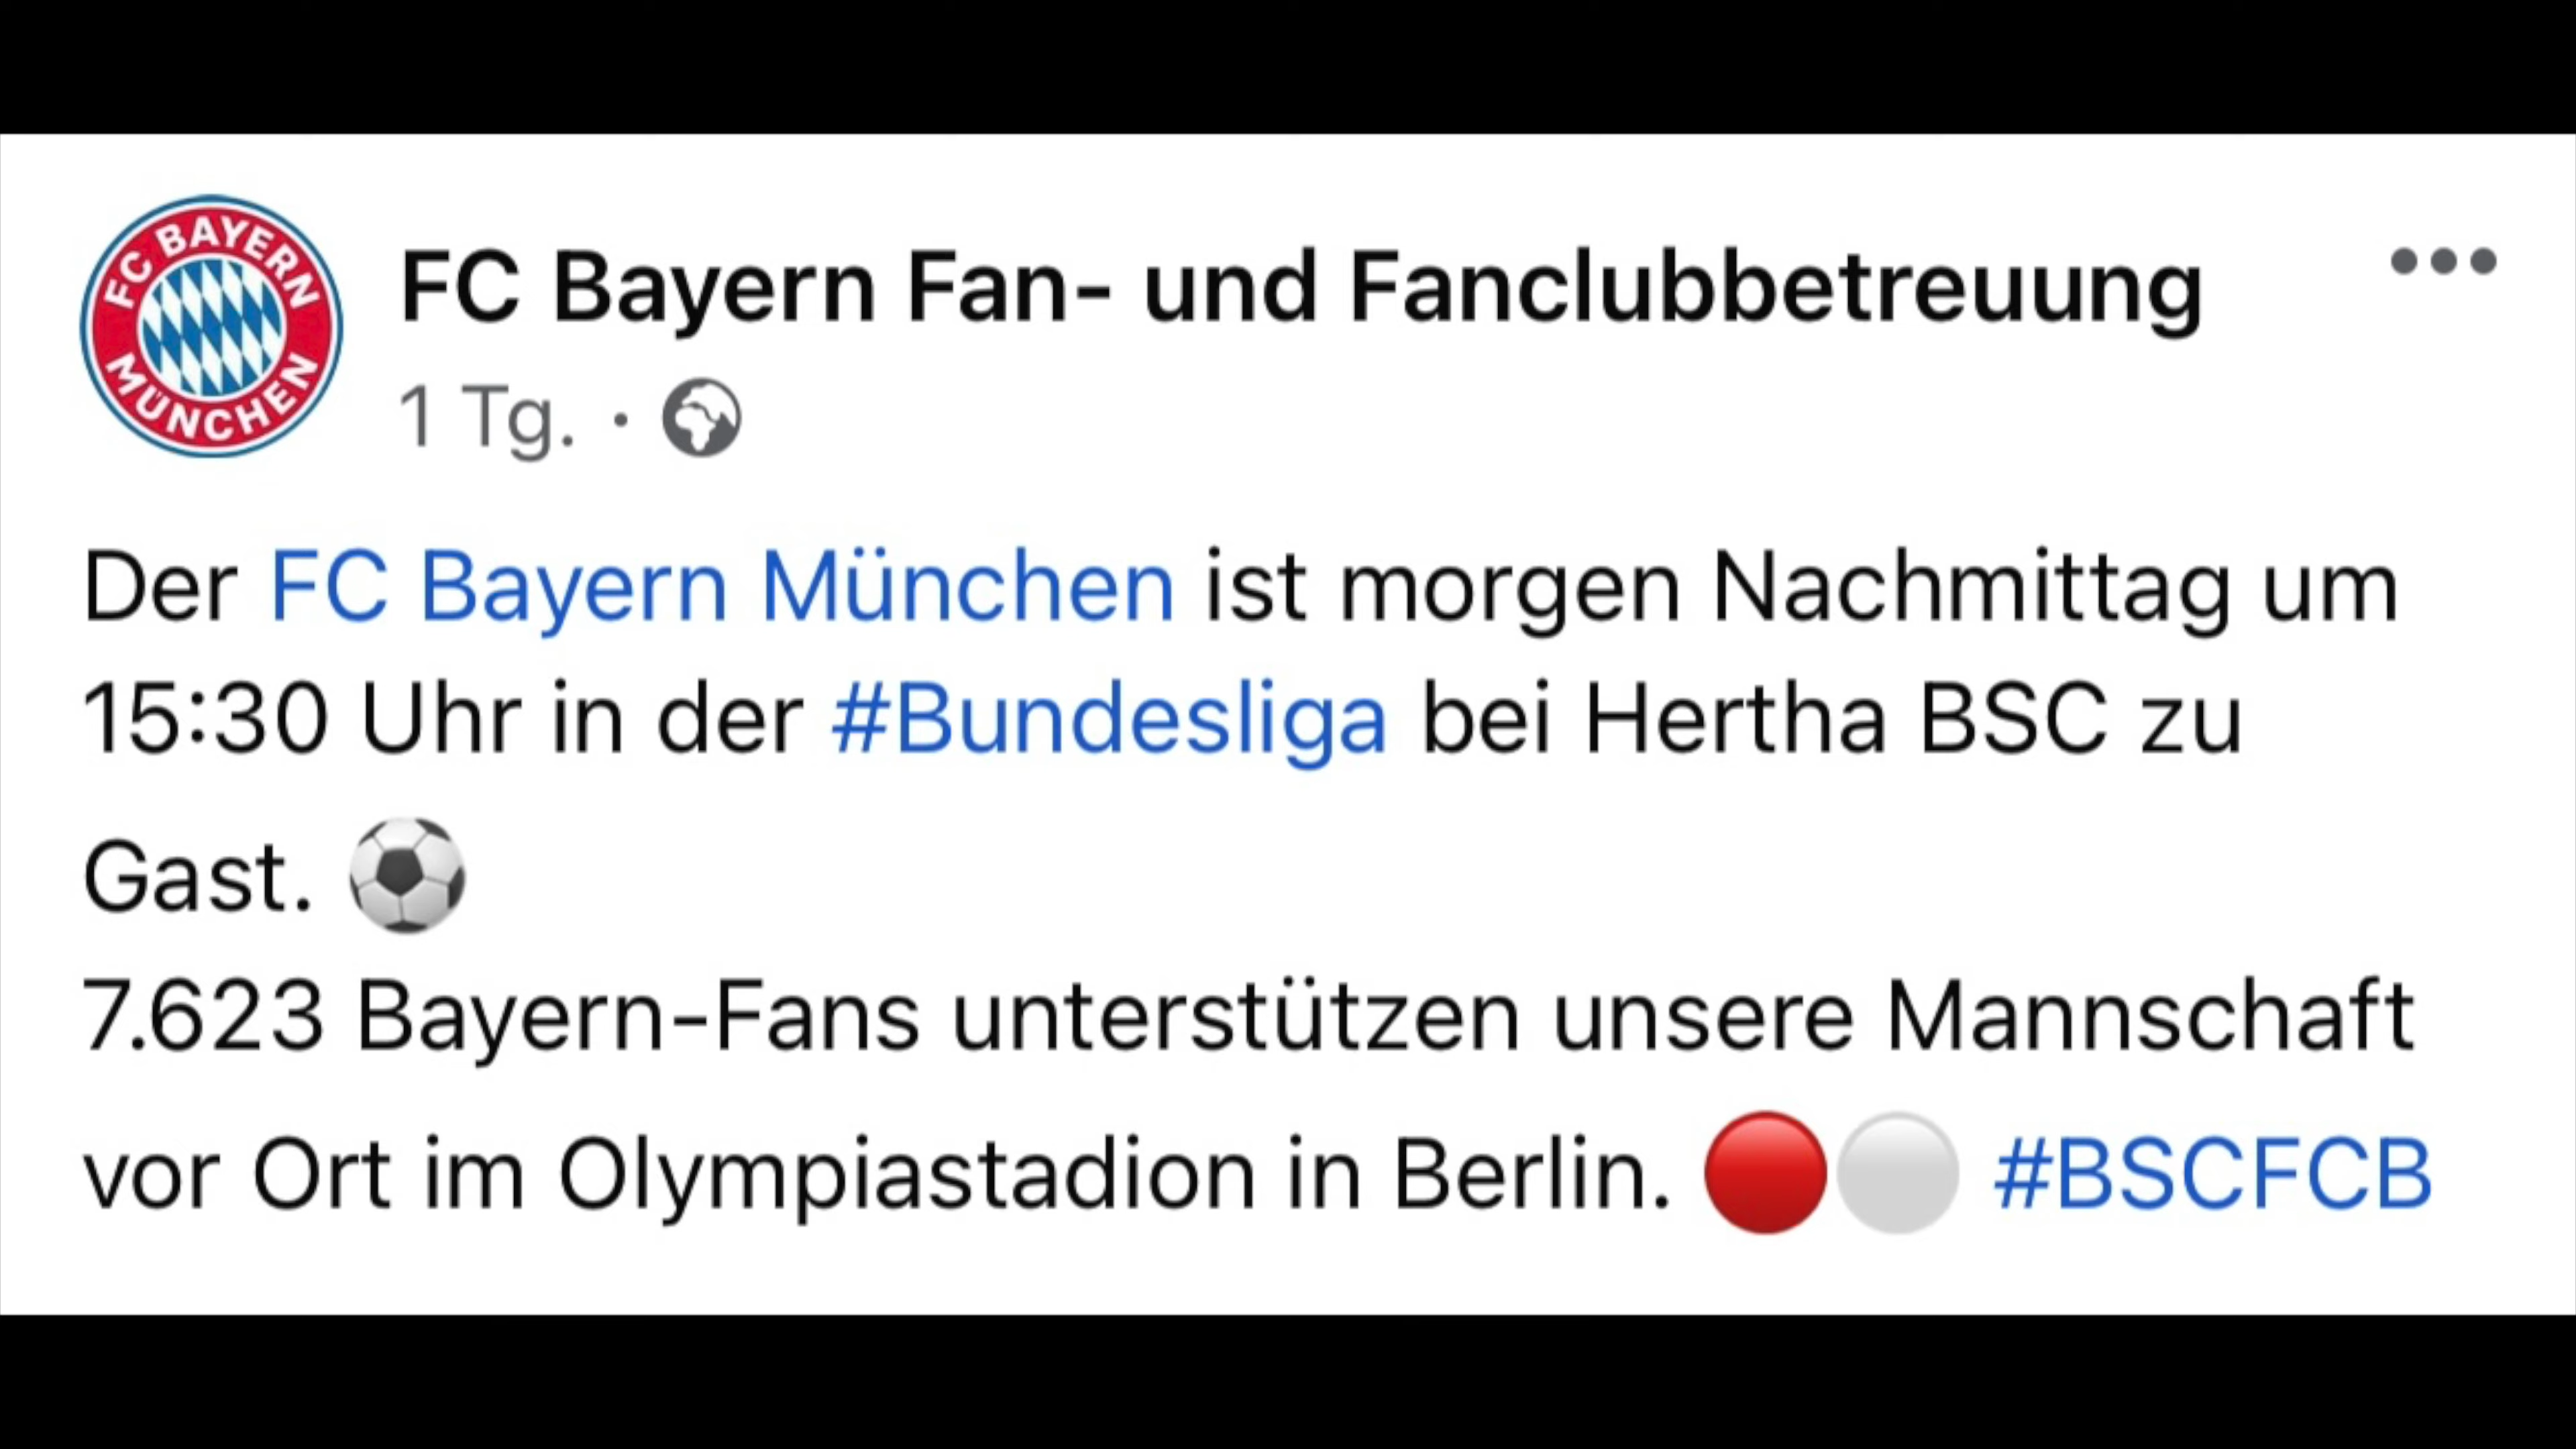 FC BAYERN
MÜNCHEN
FC Bayern Fan- und Fanclubbetreuung
1 Tg. ·
Der FC Bayern München ist morgen Nachmittag um
15:30 Uhr in der #Bundesliga bei Hertha BSC zu
Gast. ⚽
7.623 Bayern-Fans unterstützen unsere Mannschaft
vor Ort im Olympiastadion in Berlin. 🔴⚪ #BSCFCB